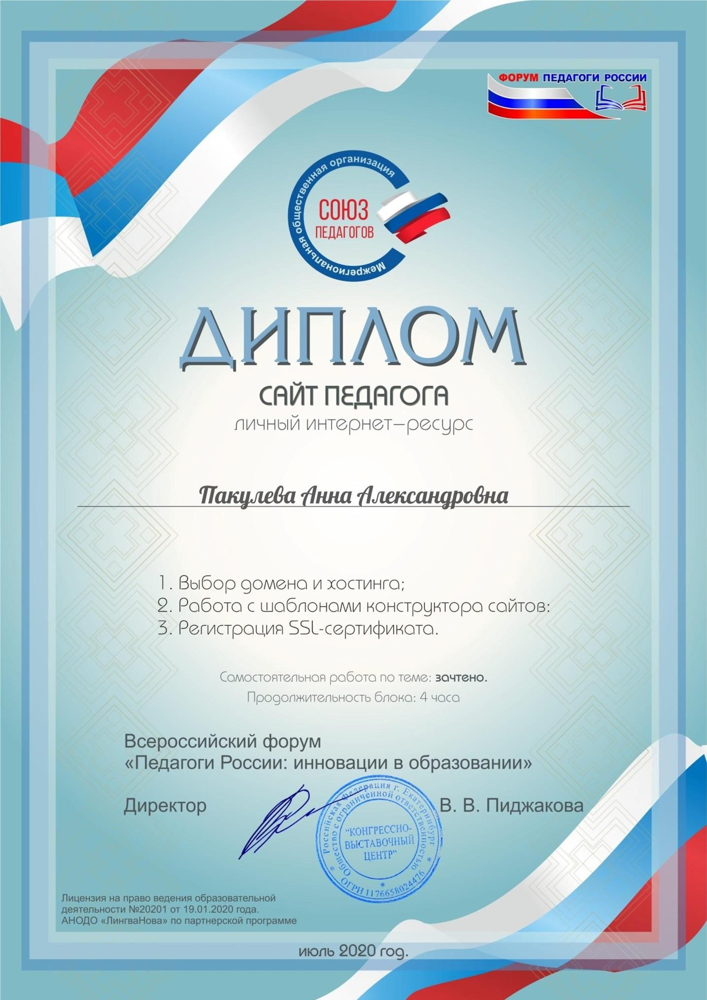 ФОРУМ ПЕДАГОГИ РОССИИ
Межрегиональная общественная организация
СОЮЗ
ПЕДАГОГОВ
ДИПЛОМ
САЙТ ПЕДАГОГА
личный интернет-ресурс
Пакулева Анна Александровна
1. Выбор домена и хостинга;
2. Работа с шаблонами конструктора сайтов:
3. Регистрация SSL-сертификата.
Самостоятельная работа по теме: зачтено.
Продолжительность блока: 4 часа
Всероссийский форум
«Педагоги России: инновации в образовании»
Директор
В. В. Пиджакова
* Российская Федерация г. Екатеринбург *
Общество с ограниченной ответственностью
"КОНГРЕССНО-
ВЫСТАВОЧНЫЙ
ЦЕНТР"
*
ОГРН 1176658024476
Лицензия на право ведения образовательной
деятельности №20201 от 19.01.2020 года.
АНОДО «ЛингваНова» по партнерской программе
июль 2020 год.